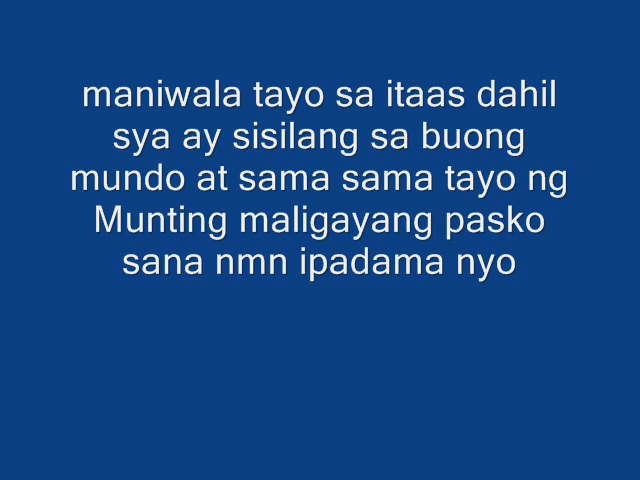 maniwala tayo sa itaas dahil
sya ay sisilang sa buong
mundo at sama sama tayo ng
Munting maligayang pasko
sana nmn ipadama nyo